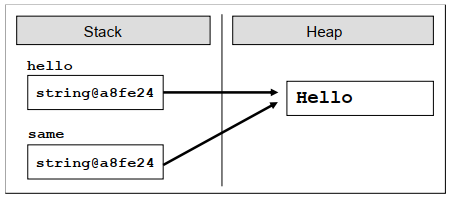 Stack
Heap
hello
string@a8fe24
Hello
same
string@a8fe24